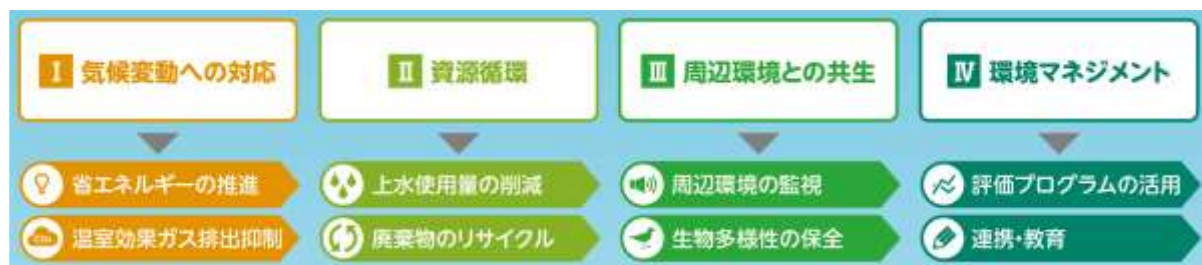 I 気候変動への対応
II 資源循環
III 周辺環境との共生
IV 環境マネジメント
省エネルギーの推進
上水使用量の削減
周辺環境の監視
評価プログラムの活用
温室効果ガス排出抑制
廃棄物のリサイクル
生物多様性の保全
連携・教育